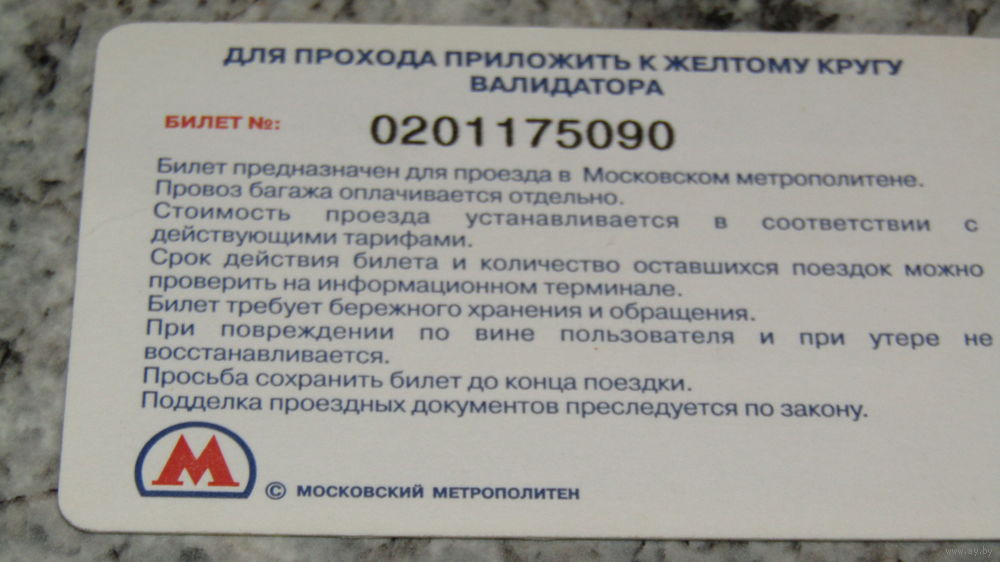 ДЛЯ ПРОХОДА ПРИЛОЖИТЬ К ЖЕЛТОМУ КРУГУ
ВАЛИДАТОРА
БИЛЕТ №: 0201175090
Билет предназначен для проезда в Московском метрополитене.
Провоз багажа оплачивается отдельно.
Стоимость проезда устанавливается в соответствии с
действующими тарифами.
Срок действия билета и количество оставшихся поездок можно
проверить на информационном терминале.
Билет требует бережного хранения и обращения.
При повреждении по вине пользователя и при утере не
восстанавливается.
Просьба сохранить билет до конца поездки.
Подделка проездных документов преследуется по закону.
М
© МОСКОВСКИЙ МЕТРОПОЛИТЕН
www.ay.by